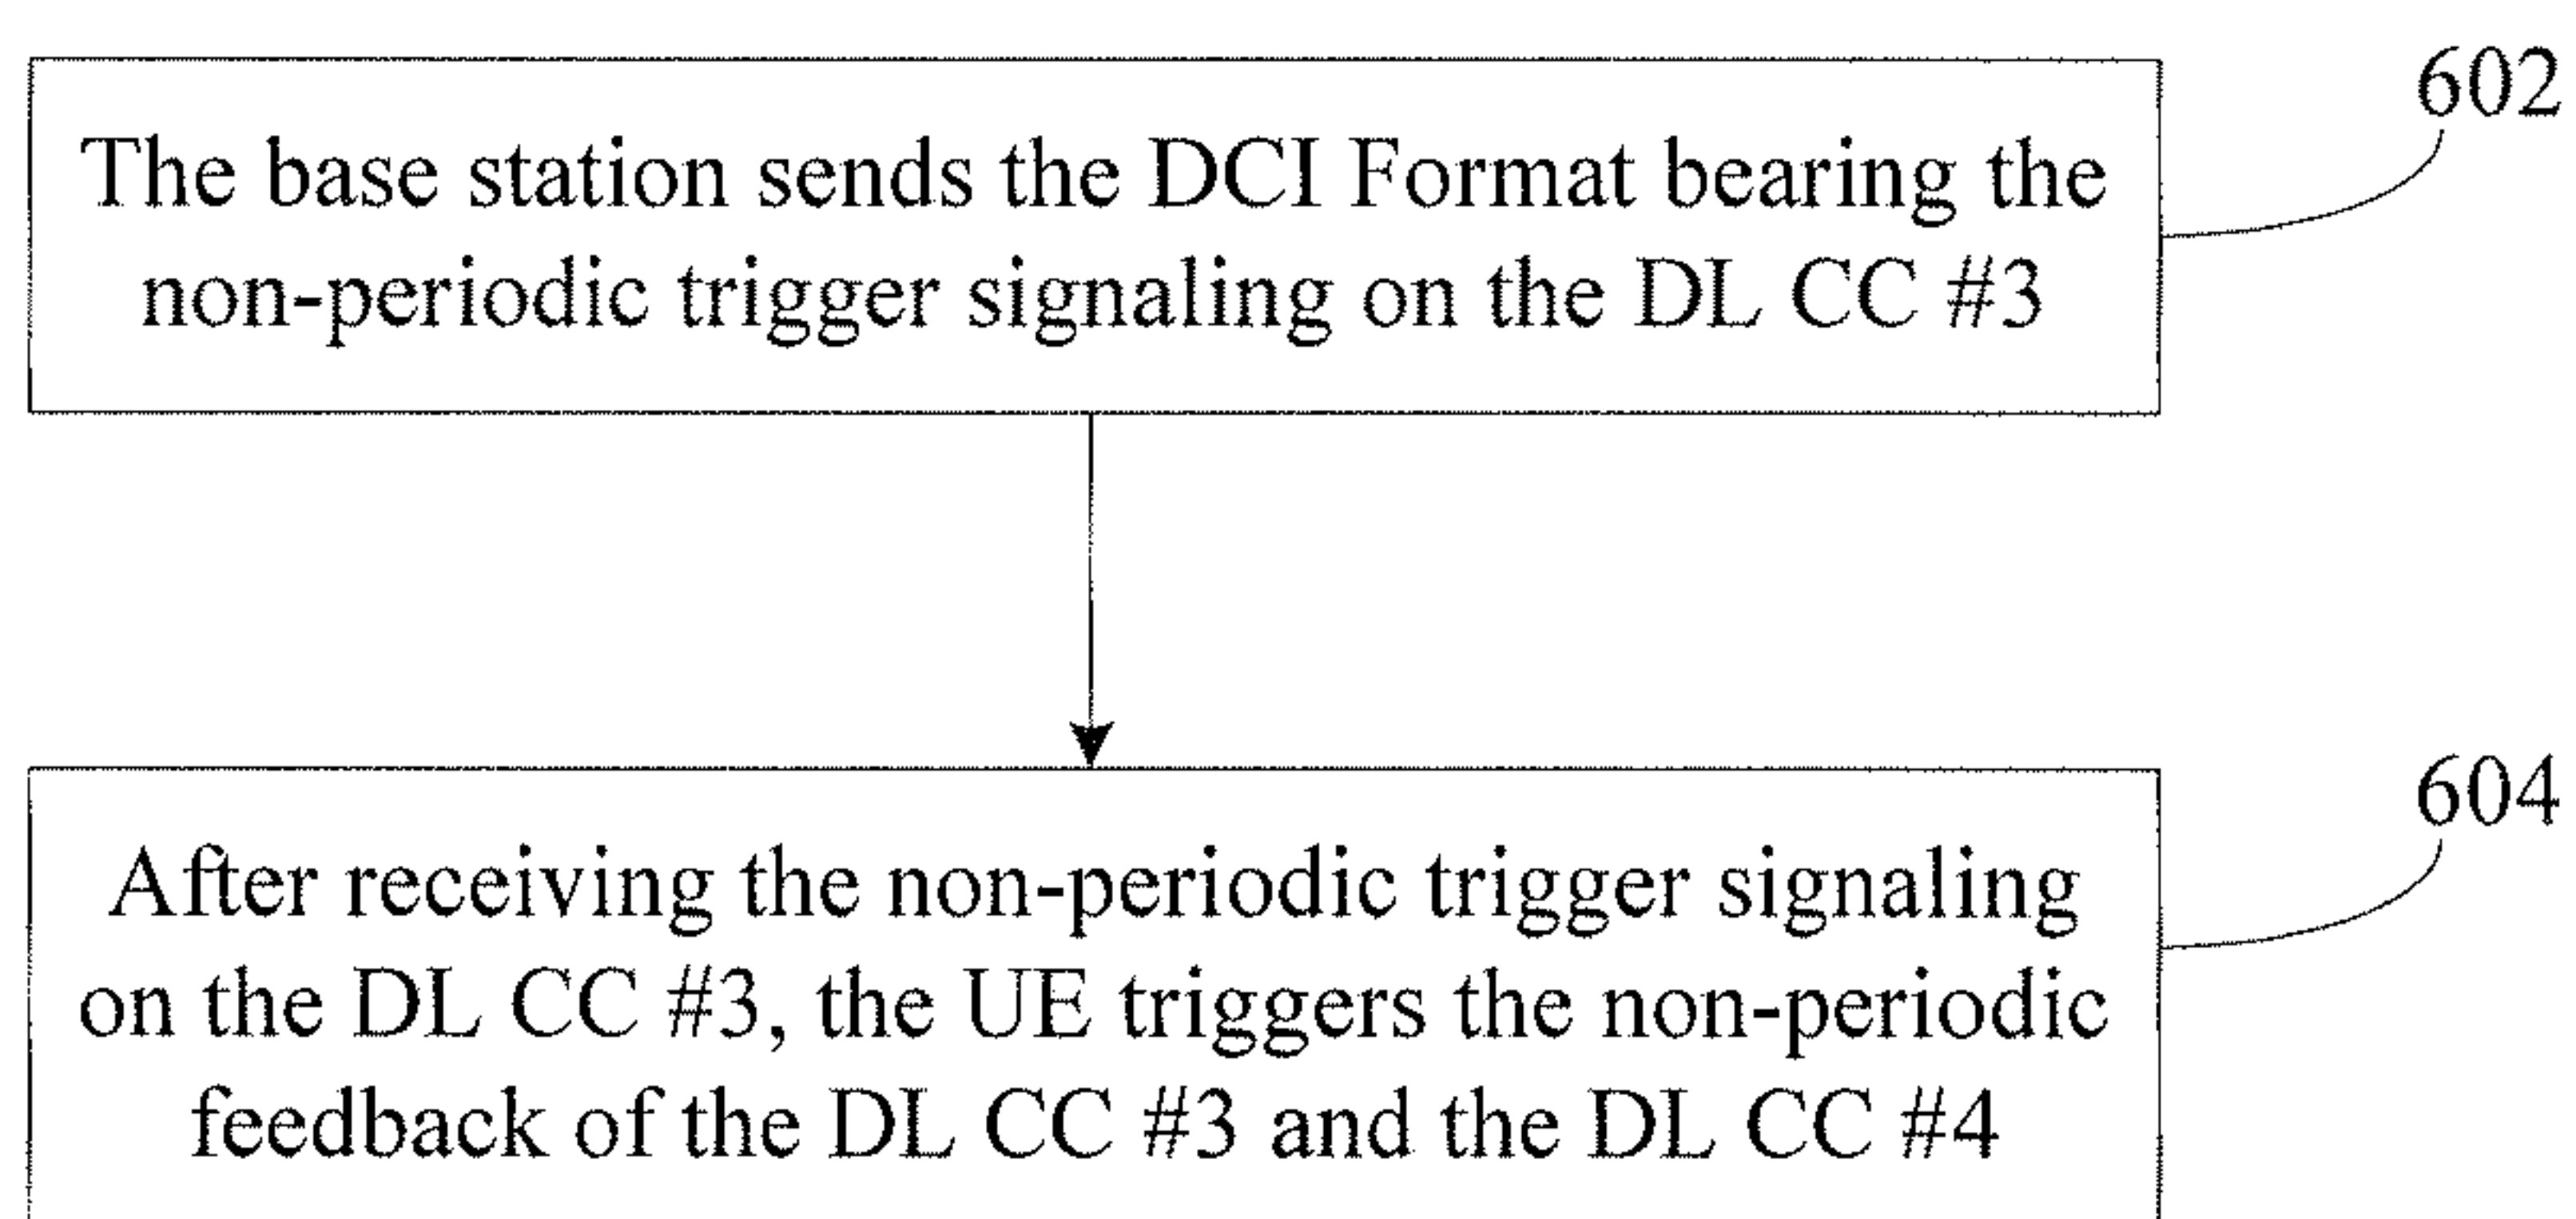 602
The base station sends the DCI Format bearing the
non-periodic trigger signaling on the DL CC #3
604
After receiving the non-periodic trigger signaling
on the DL CC #3, the UE triggers the non-periodic
feedback of the DL CC #3 and the DL CC #4